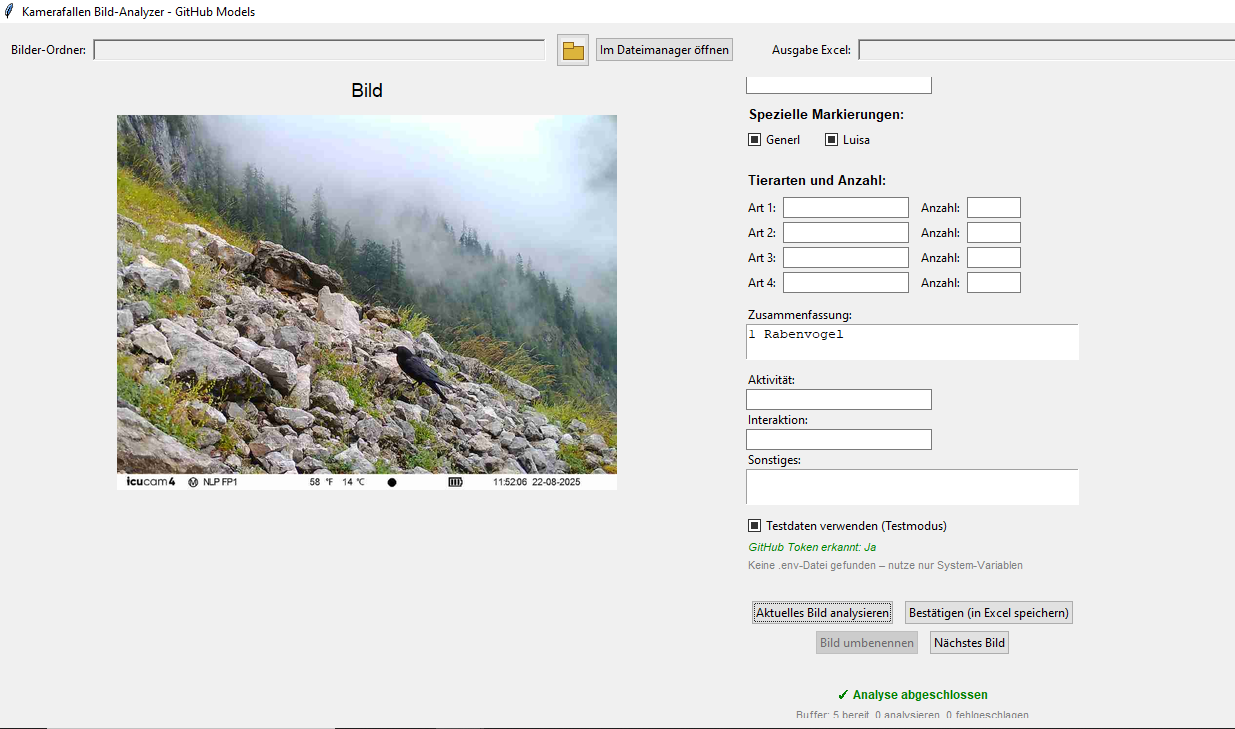 Kamerafallen Bild-Analyzer - GitHub Models
Bilder-Ordner:
Im Dateimanager öffnen
Ausgabe Excel:
Bild
icucam4 NLP FP1 58 °F 14 °C 11:52:06 22-08-2025
Spezielle Markierungen:
Generl Luisa
Tierarten und Anzahl:
Art 1: Anzahl:
Art 2: Anzahl:
Art 3: Anzahl:
Art 4: Anzahl:
Zusammenfassung:
1 Rabenvogel
Aktivität:
Interaktion:
Sonstiges:
Testdaten verwenden (Testmodus)
GitHub Token erkannt: Ja
Keine .env-Datei gefunden – nutze nur System-Variablen
Aktuelles Bild analysieren Bestätigen (in Excel speichern)
Bild umbenennen Nächstes Bild
✓ Analyse abgeschlossen
Buffer: 5 bereit, 0 analysieren, 0 fehlgeschlagen